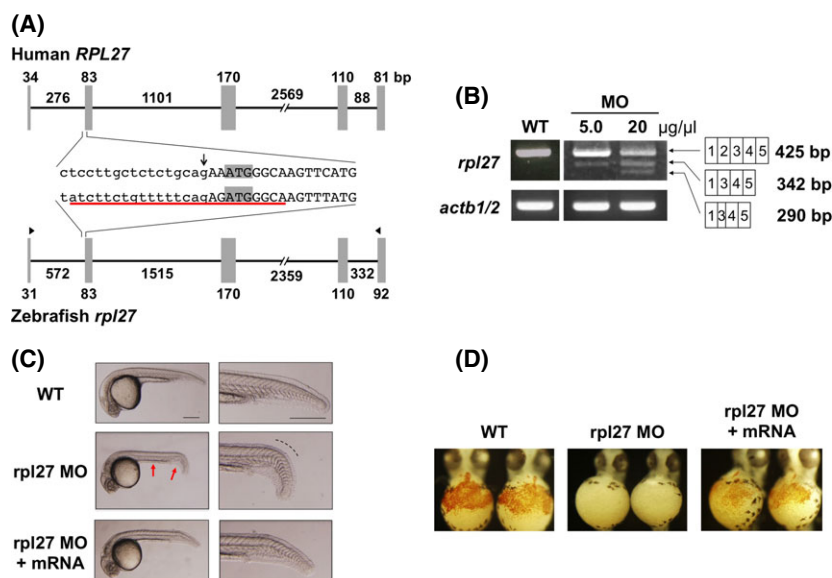 (A)
Human RPL27
34 83 170 110 81 bp
276 1101 2569 88
ctccttgctctctgcagAAATGGGCAAGTTCATG
tatcttctgtttttcagAGATGGGCAAGTTTATG
572 1515 2359 332
31 83 170 110 92
Zebrafish rpl27
(B)
MO
WT 5.0 20 µg/µl
rpl27
1 2 3 4 5 425 bp
1 3 4 5 342 bp
1 3 4 5 290 bp
actb1/2
(C)
WT
rpl27 MO
rpl27 MO
+ mRNA
(D)
WT
rpl27 MO
rpl27 MO
+ mRNA